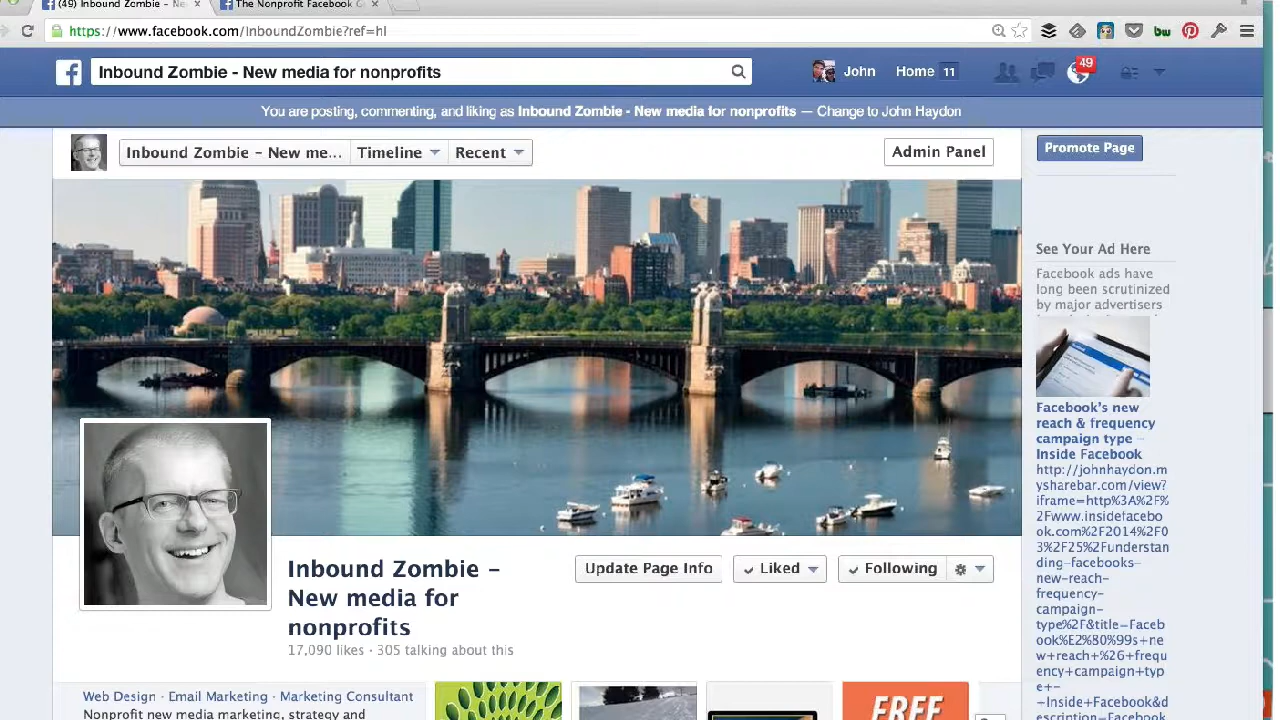 (49) Inbound Zombie - Ne
The Nonprofit Facebook G
https://www.facebook.com/InboundZombie?ref=hl
bw
Inbound Zombie - New media for nonprofits
John
Home 11
49
You are posting, commenting, and liking as Inbound Zombie - New media for nonprofits — Change to John Haydon
Inbound Zombie - New me...
Timeline
Recent
Admin Panel
Promote Page
See Your Ad Here
Facebook ads have
long been scrutinized
by major advertisers
Facebook's new
reach & frequency
campaign type -
Inside Facebook
http://johnhaydon.m
ysharebar.com/view?
iframe=http%3A%2F%
2Fwww.insidefacebo
ok.com%2F2014%2F0
3%2F25%2Funderstan
ding-facebooks-
new-reach-
frequency-
campaign-
type%2F&title=Faceb
ook%E2%80%99s+ne
w+reach+%26+frequ
ency+campaign+typ
e+-
+Inside+Facebook&d
escription=Facebook
Inbound Zombie -
New media for
nonprofits
17,090 likes · 305 talking about this
Update Page Info
Liked
Following
Web Design · Email Marketing · Marketing Consultant
Nonprofit new media marketing, strategy and
FREE